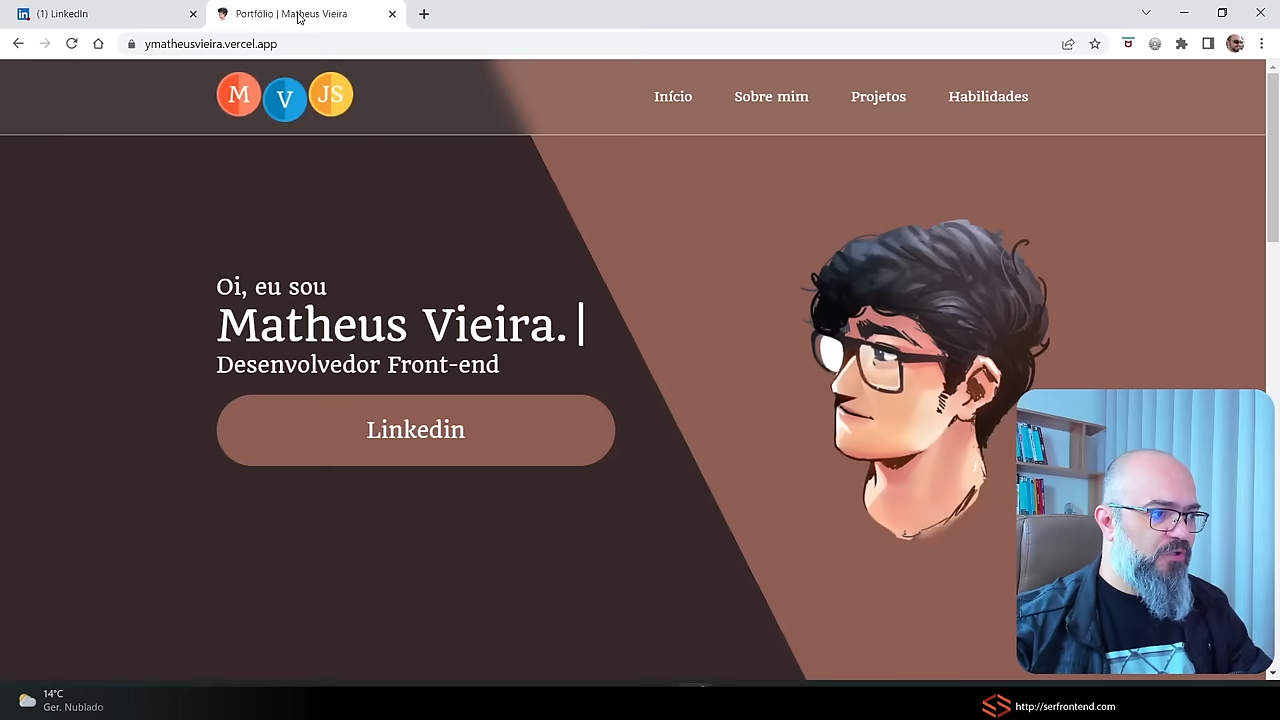 (1) LinkedIn
Portfólio | Matheus Vieira
ymatheusvieira.vercel.app
M V JS
Início
Sobre mim
Projetos
Habilidades
Oi, eu sou
Matheus Vieira.|
Desenvolvedor Front-end
Linkedin
14°C
Ger. Nublado
http://serfrontend.com